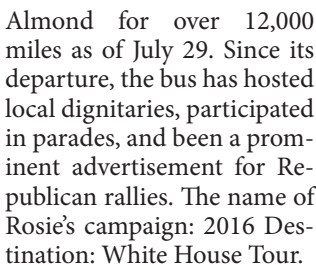 Almond for over 12,000
miles as of July 29. Since its
departure, the bus has hosted
local dignitaries, participated
in parades, and been a prom-
inent advertisement for Re-
publican rallies. The name of
Rosie's campaign: 2016 Des-
tination: White House Tour.